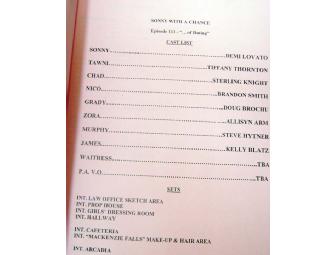 SONNY WITH A CHANCE
Episode 111 - "... of Dating"
CAST LIST
SONNY..........DEMI LOVATO
TAWNI..........TIFFANY THORNTON
CHAD..........STERLING KNIGHT
NICO..........BRANDON SMITH
GRADY..........DOUG BROCHU
ZORA..........ALLISYN ARM
MURPHY..........STEVE HYTNER
JAMES..........KELLY BLATZ
WAITRESS..........TBA
P.A. V.O..........TBA
SETS
INT. LAW OFFICE SKETCH AREA
INT. PROP HOUSE
INT. GIRLS' DRESSING ROOM
INT. HALLWAY
INT. CAFETERIA
INT. "MACKENZIE FALLS" MAKE-UP & HAIR AREA
INT. ARCADIA